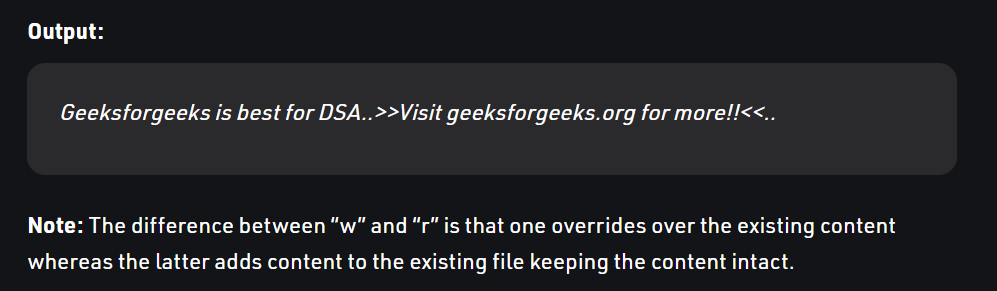 Output:
Geeksforgeeks is best for DSA..>>Visit geeksforgeeks.org for more!!<<..
Note: The difference between “w” and “r” is that one overrides over the existing content
whereas the latter adds content to the existing file keeping the content intact.